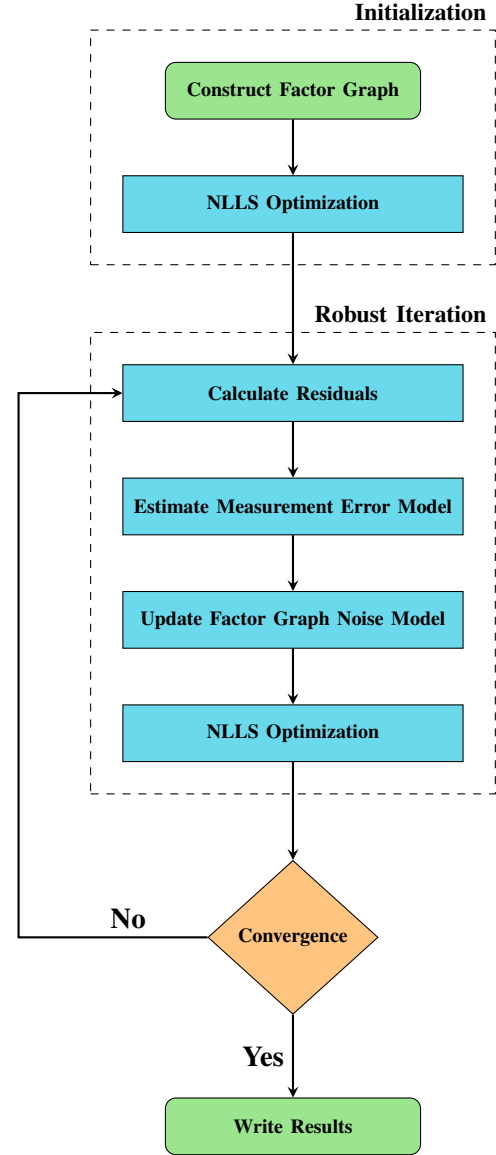 Initialization
Construct Factor Graph
NLLS Optimization
Robust Iteration
Calculate Residuals
Estimate Measurement Error Model
Update Factor Graph Noise Model
NLLS Optimization
No
Convergence
Yes
Write Results